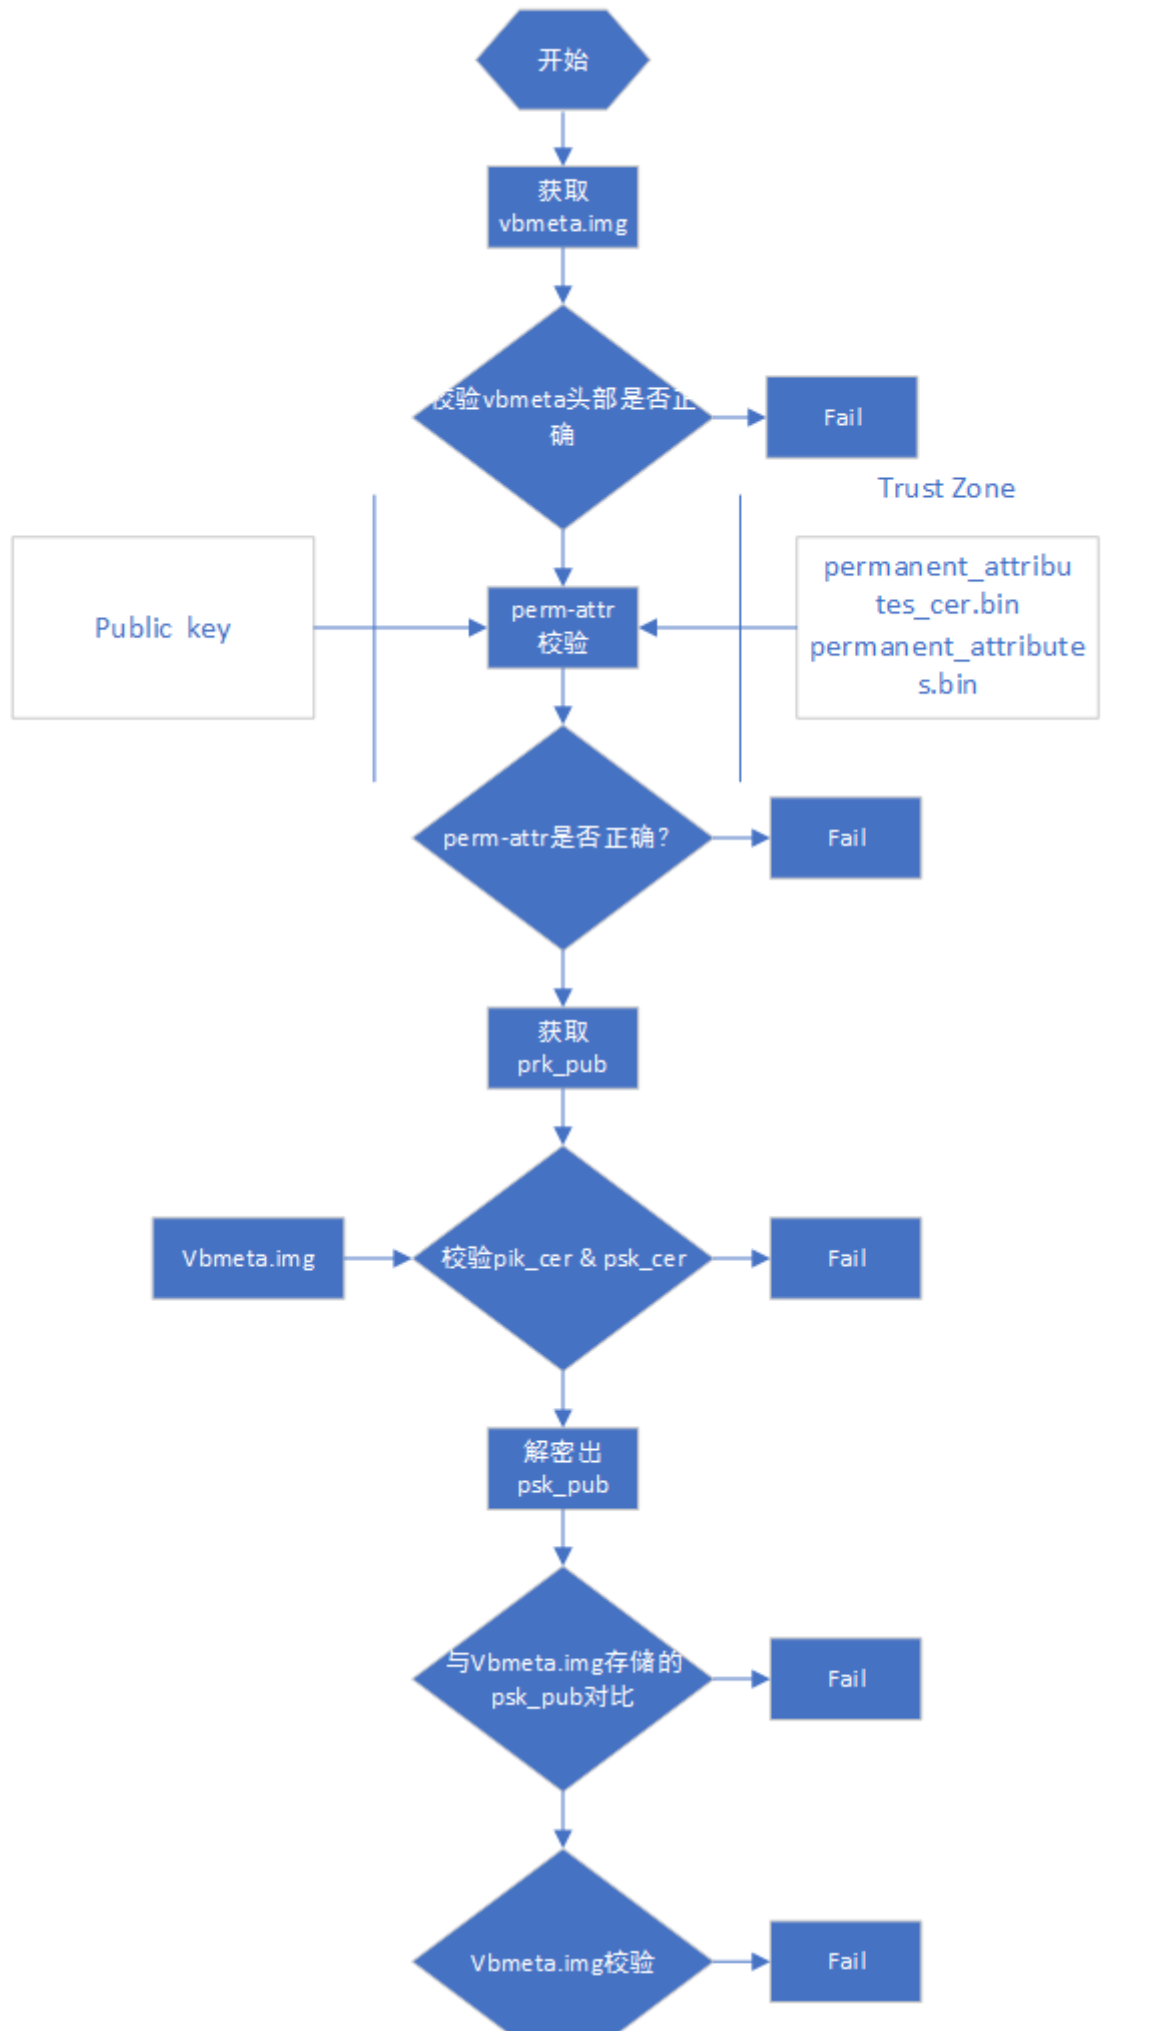 开始
获取
vbmeta.img
校验vbmeta头部是否正
确
Fail
Trust Zone
Public key
perm-attr
校验
permanent_attribu
tes_cer.bin
permanent_attribute
s.bin
perm-attr是否正确？
Fail
获取
prk_pub
Vbmeta.img
校验pik_cer & psk_cer
Fail
解密出
psk_pub
与Vbmeta.img存储的
psk_pub对比
Fail
Vbmeta.img校验
Fail